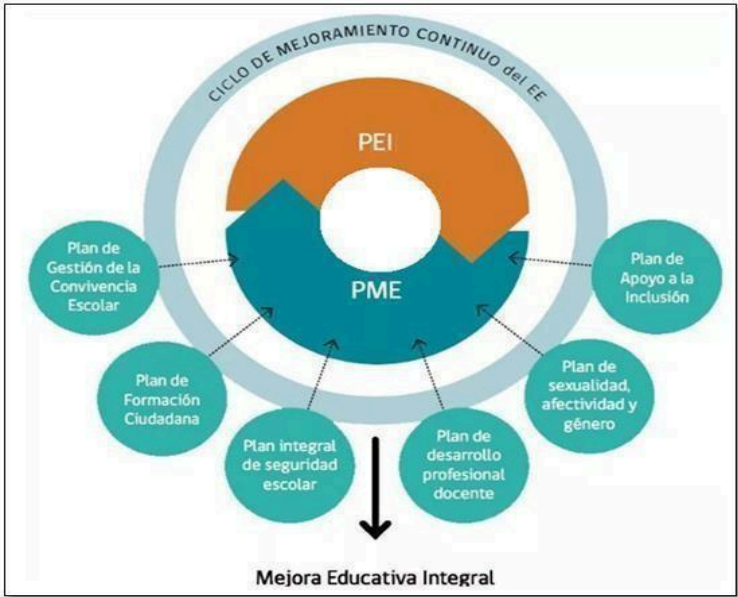 CICLO DE MEJORAMIENTO CONTINUO del EE
PEI
PME
Plan de
Gestión de la
Convivencia
Escolar
Plan de
Formación
Ciudadana
Plan integral
de seguridad
escolar
Plan de
desarrollo
profesional
docente
Plan de
sexualidad,
afectividad y
género
Plan de
Apoyo a la
Inclusión
Mejora Educativa Integral